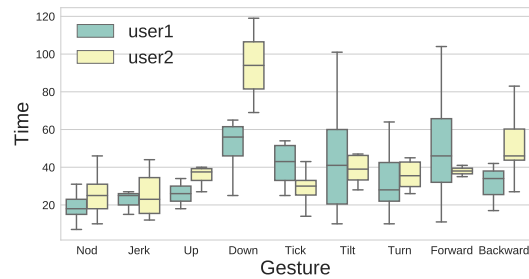 120
100
80
60
40
20
Time
user1
user2
Nod Jerk Up Down Tick Tilt Turn Forward Backward
Gesture